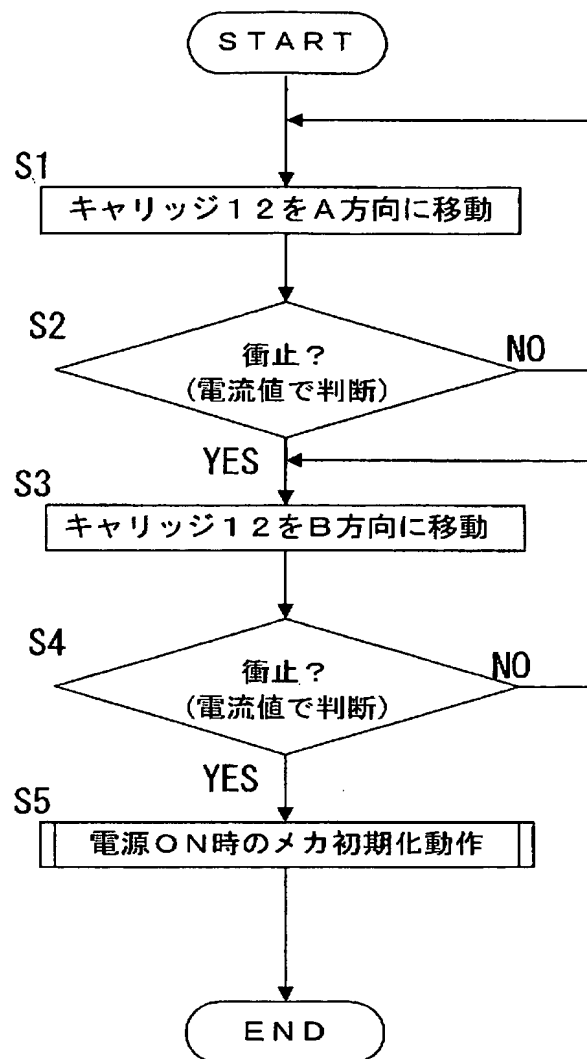 START
S1
キャリッジ12をA方向に移動
S2
衝止?
(電流値で判断)
NO
YES
S3
キャリッジ12をB方向に移動
S4
衝止?
(電流値で判断)
NO
YES
S5
電源ON時のメカ初期化動作
END